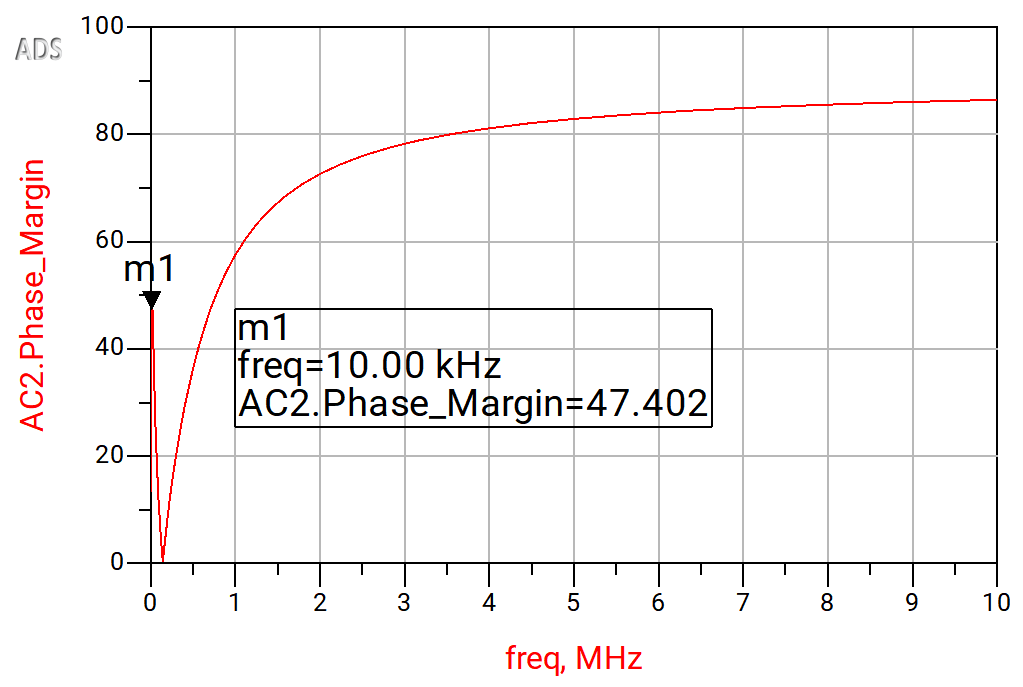 ADS
AC2.Phase_Margin
100
80
60
40
20
0
m1
m1
freq=10.00 kHz
AC2.Phase_Margin=47.402
0 1 2 3 4 5 6 7 8 9 10
freq, MHz